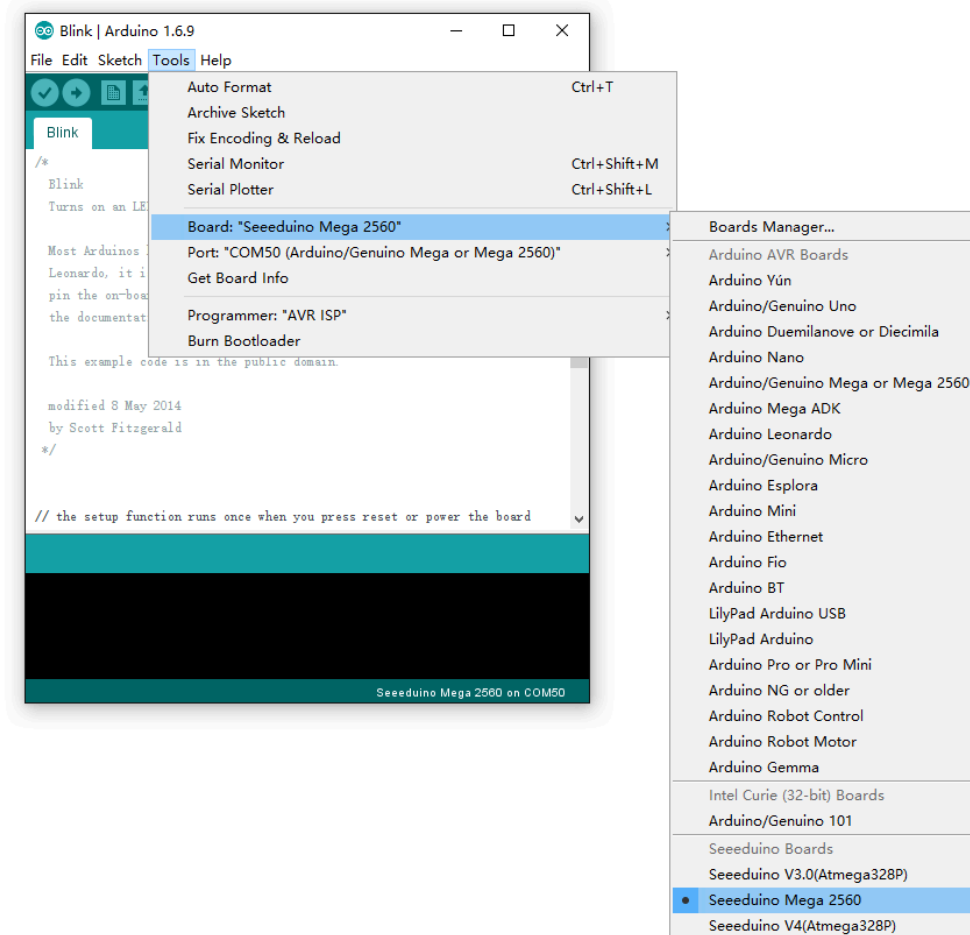 Blink | Arduino 1.6.9
File Edit Sketch Tools Help
Auto Format Ctrl+T
Archive Sketch
Fix Encoding & Reload
Serial Monitor Ctrl+Shift+M
Serial Plotter Ctrl+Shift+L
Board: "Seeeduino Mega 2560"
Port: "COM50 (Arduino/Genuino Mega or Mega 2560)"
Get Board Info
Programmer: "AVR ISP"
Burn Bootloader
Blink
/*
Blink
Turns on an LE
Most Arduinos
Leonardo, it i
pin the on-boa
the documentat
This example code is in the public domain.
modified 8 May 2014
by Scott Fitzgerald
*/
// the setup function runs once when you press reset or power the board
Seeeduino Mega 2560 on COM50
Boards Manager...
Arduino AVR Boards
Arduino Yún
Arduino/Genuino Uno
Arduino Duemilanove or Diecimila
Arduino Nano
Arduino/Genuino Mega or Mega 2560
Arduino Mega ADK
Arduino Leonardo
Arduino/Genuino Micro
Arduino Esplora
Arduino Mini
Arduino Ethernet
Arduino Fio
Arduino BT
LilyPad Arduino USB
LilyPad Arduino
Arduino Pro or Pro Mini
Arduino NG or older
Arduino Robot Control
Arduino Robot Motor
Arduino Gemma
Intel Curie (32-bit) Boards
Arduino/Genuino 101
Seeeduino Boards
Seeeduino V3.0(Atmega328P)
Seeeduino Mega 2560
Seeeduino V4(Atmega328P)